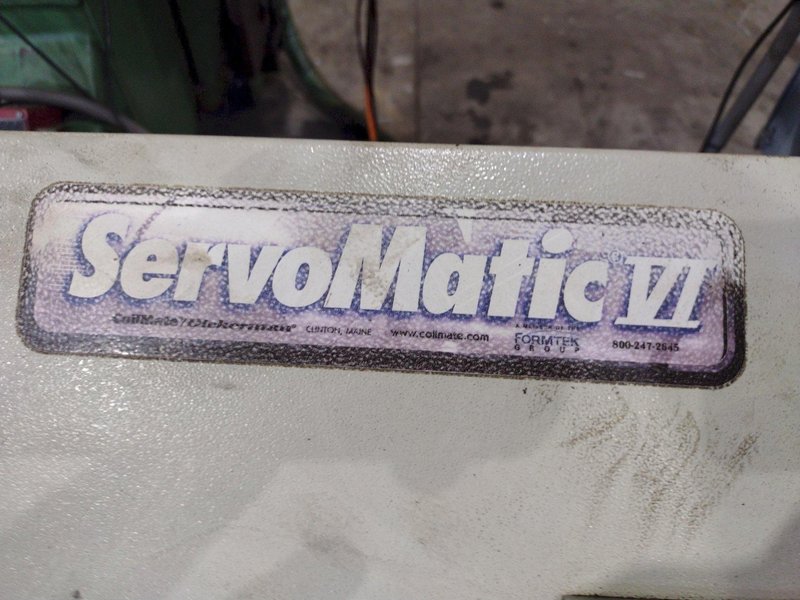 ServoMatic® VI
CoilMate/Dickerman® CLINTON, MAINE www.coilmate.com A MEMBER OF THE
FORMTEK
GROUP
800-247-2645